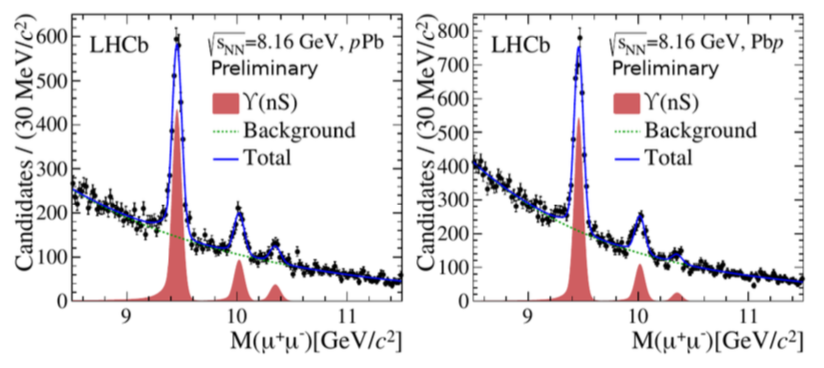 LHCb
√sNN=8.16 GeV, pPb
Preliminary
ϒ(nS)
Background
Total
Candidates / (30 MeV/c²)
600
500
400
300
200
100
0
9
10
11
M(μ⁺μ⁻)[GeV/c²]
LHCb
√sNN=8.16 GeV, Pbp
Preliminary
ϒ(nS)
Background
Total
Candidates / (30 MeV/c²)
800
700
600
500
400
300
200
100
0
9
10
11
M(μ⁺μ⁻)[GeV/c²]